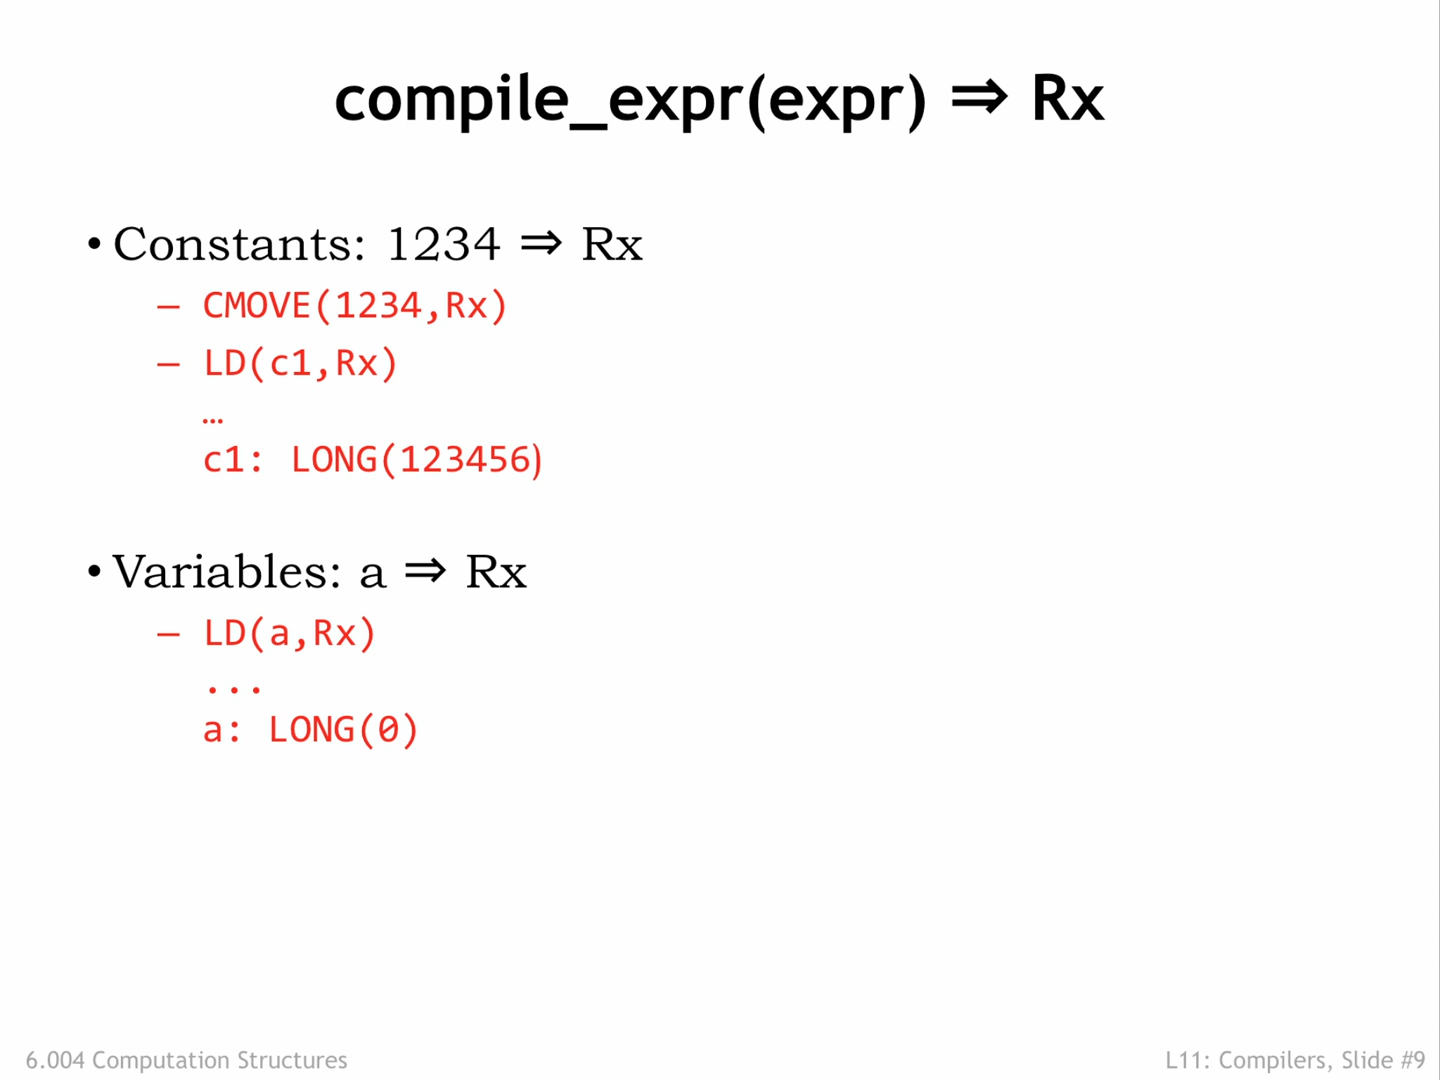 compile_expr(expr) ⇒ Rx
• Constants: 1234 ⇒ Rx
– CMOVE(1234,Rx)
– LD(c1,Rx)
…
c1: LONG(123456)
• Variables: a ⇒ Rx
– LD(a,Rx)
...
a: LONG(0)
6.004 Computation Structures
L11: Compilers, Slide #9